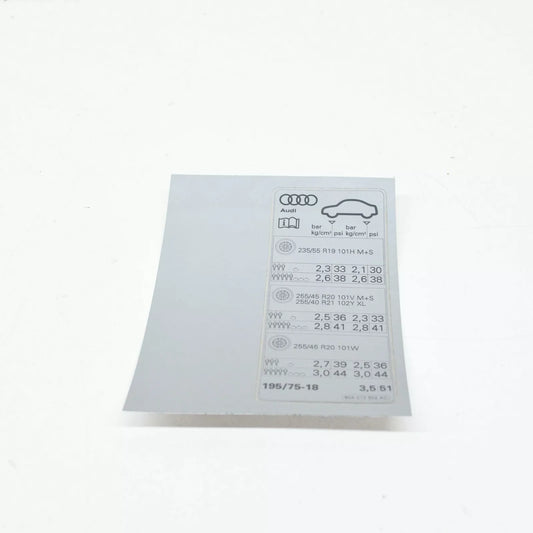 Audi
bar bar
kg/cm² psi kg/cm² psi
235/55 R19 101H M+S
2,3 33 2,1 30
2,6 38 2,6 38
255/45 R20 101V M+S
255/40 R21 102Y XL
2,5 36 2,3 33
2,8 41 2,8 41
255/45 R20 101W
2,7 39 2,5 36
3,0 44 3,0 44
195/75-18 3,5 51